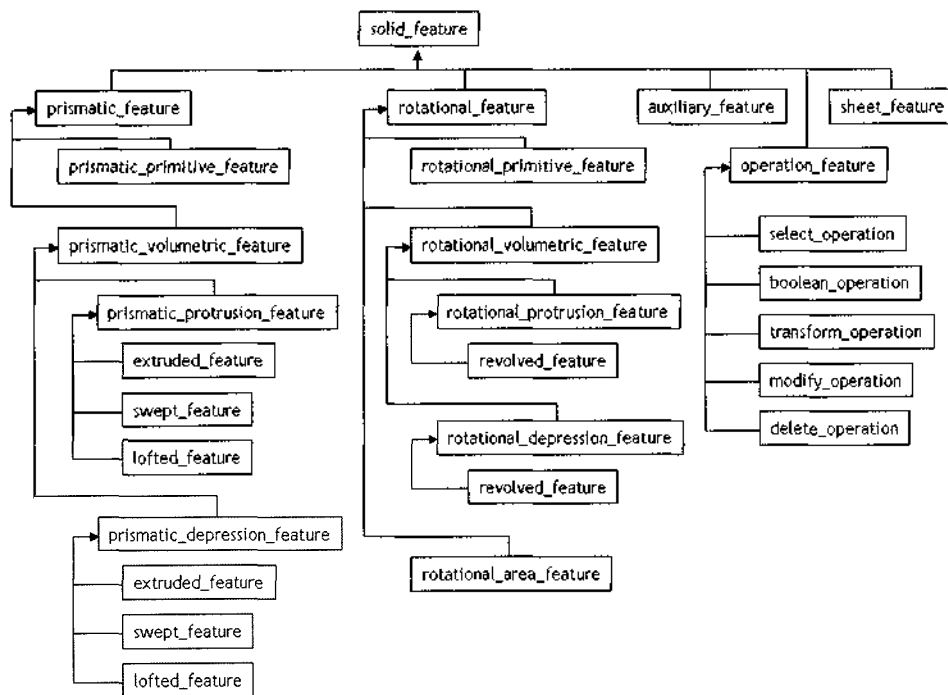 solid_feature
prismatic_feature
rotational_feature
auxiliary_feature
sheet_feature
prismatic_primitive_feature
rotational_primitive_feature
operation_feature
prismatic_volumetric_feature
rotational_volumetric_feature
select_operation
boolean_operation
prismatic_protrusion_feature
rotational_protrusion_feature
transform_operation
extruded_feature
revolved_feature
modify_operation
swept_feature
rotational_depression_feature
delete_operation
lofted_feature
revolved_feature
prismatic_depression_feature
rotational_area_feature
extruded_feature
swept_feature
lofted_feature